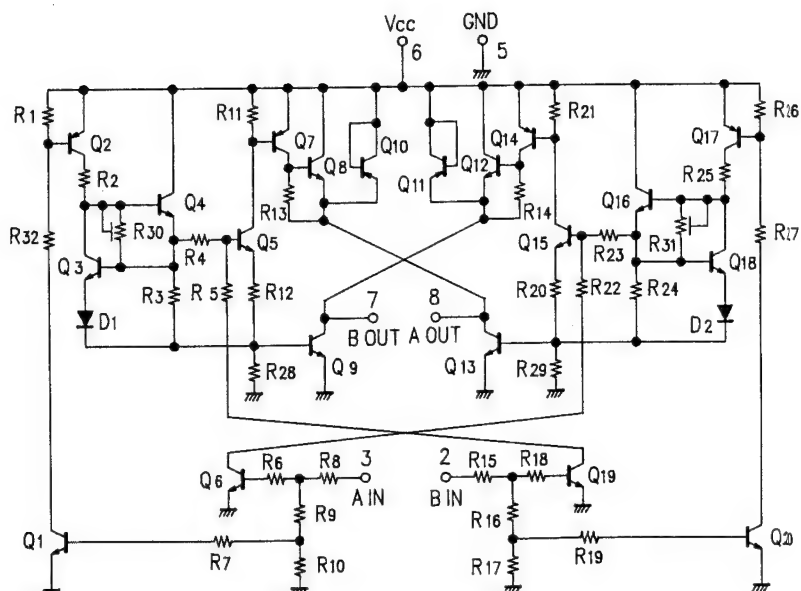 Vcc GND
6 5
R1 R11 R21 R26
Q2 Q7 Q10 Q14 Q17
R2 Q4 Q8 Q11 Q12 Q16 R25
R13 R14
R32 R30 R4 Q5 Q15 R23 R31 R27
Q3 Q18
R3 R5 R12 R20 R22 R24
D1 7 8 D2
B OUT A OUT
R28 Q9 Q13 R29
Q6 R6 R8 3 2 R15 R18 Q19
A IN B IN
R9 R16
Q1 R7 R10 R17 R19 Q20